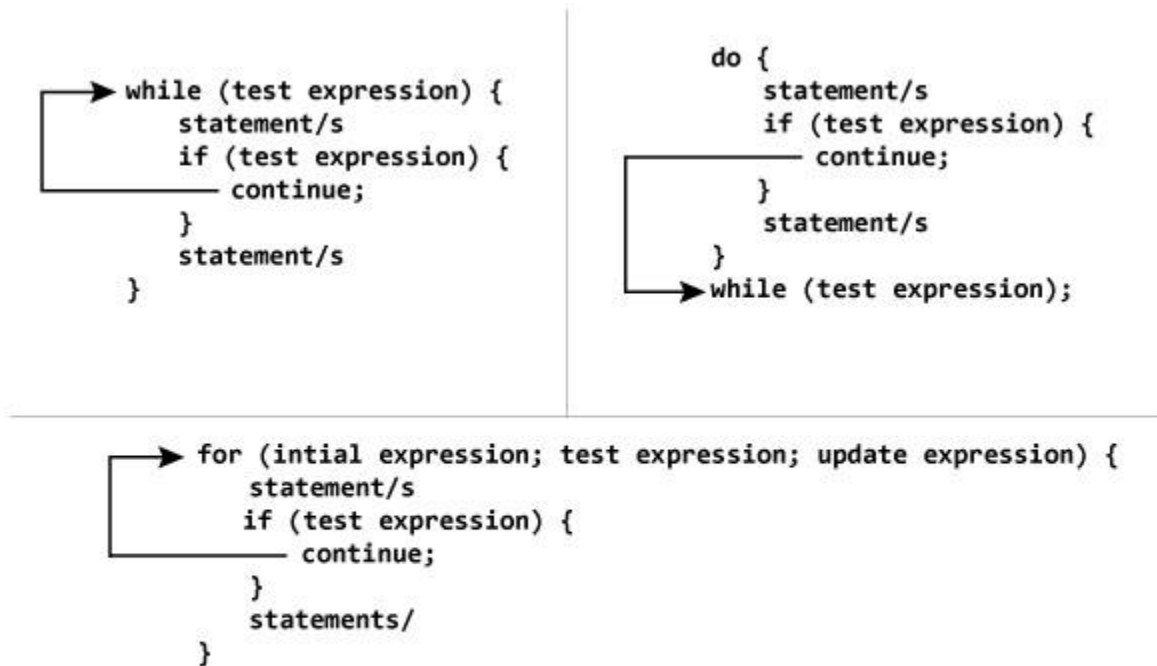 while (test expression) {
statement/s
if (test expression) {
continue;
}
statement/s
}
do {
statement/s
if (test expression) {
continue;
}
statement/s
}
while (test expression);
for (intial expression; test expression; update expression) {
statement/s
if (test expression) {
continue;
}
statements/
}